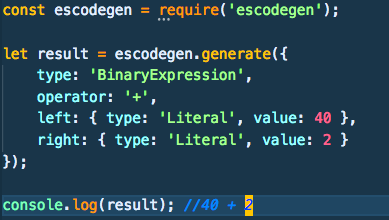 const escodegen = require('escodegen');
let result = escodegen.generate({
    type: 'BinaryExpression',
    operator: '+',
    left: { type: 'Literal', value: 40 },
    right: { type: 'Literal', value: 2 }
});
console.log(result); //40 + 2